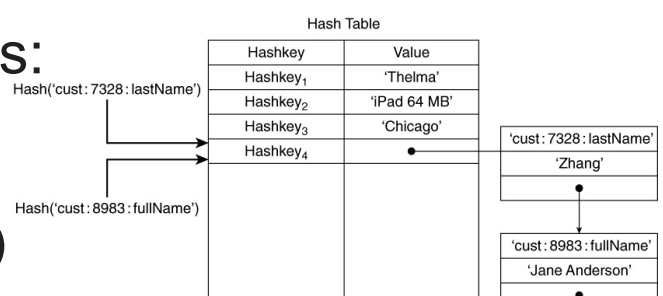 Hash Table
s:
Hashkey Value
Hashkey₁ ‘Thelma’
Hash(‘cust:7328:lastName’)
Hashkey₂ ‘iPad 64 MB’
Hashkey₃ ‘Chicago’
Hashkey₄
‘cust:7328:lastName’
‘Zhang’
Hash(‘cust:8983:fullName’)
)
‘cust:8983:fullName’
‘Jane Anderson’